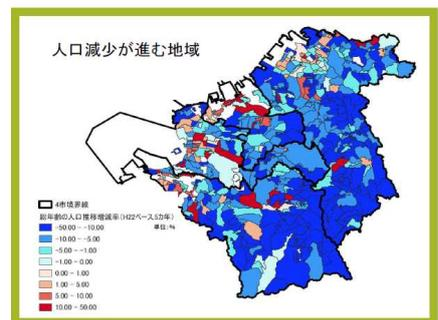 人口減少が進む地域
4市境界線
総年齢の人口推移増減率(H22ベース5カ年)
単位:%
-50.00 - -10.00
-10.00 - -5.00
-5.00 - -1.00
-1.00 - 0.00
0.00 - 1.00
1.00 - 5.00
5.00 - 10.00
10.00 - 50.00